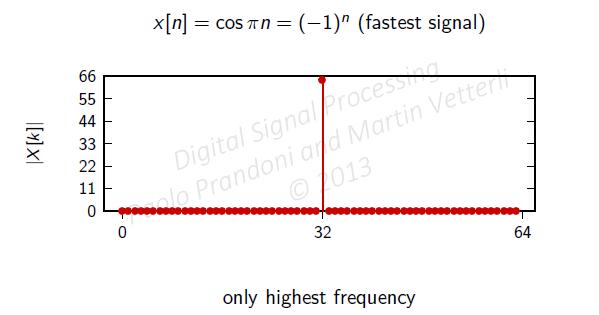 x[n] = cos πn = (−1)ⁿ (fastest signal)
66
55
44
33
22
11
0
|X[k]|
0 32 64
Digital Signal Processing
Paolo Prandoni and Martin Vetterli
© 2013
only highest frequency